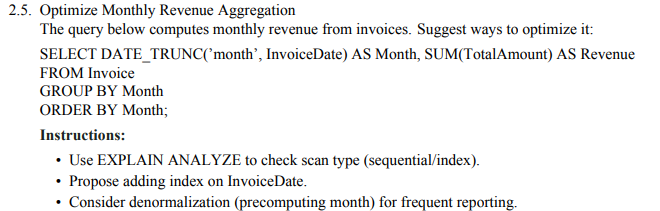 2.5. Optimize Monthly Revenue Aggregation
The query below computes monthly revenue from invoices. Suggest ways to optimize it:
SELECT DATE_TRUNC(’month’, InvoiceDate) AS Month, SUM(TotalAmount) AS Revenue
FROM Invoice
GROUP BY Month
ORDER BY Month;
Instructions:
• Use EXPLAIN ANALYZE to check scan type (sequential/index).
• Propose adding index on InvoiceDate.
• Consider denormalization (precomputing month) for frequent reporting.